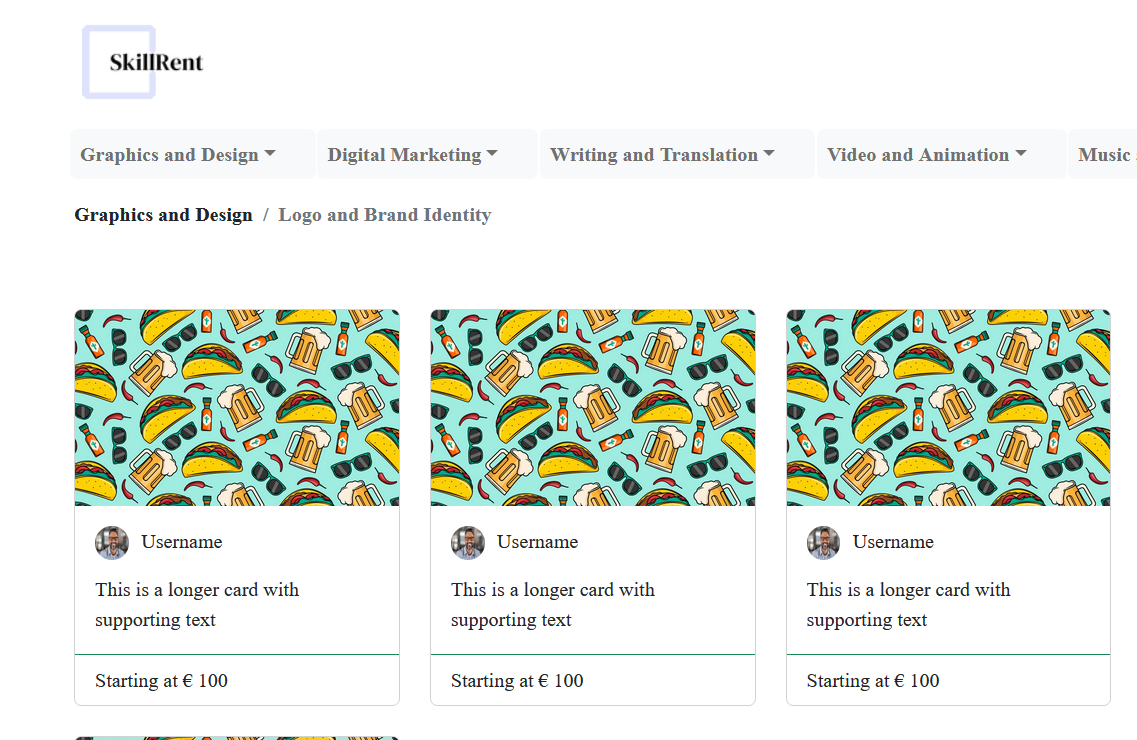 SkillRent
Graphics and Design Digital Marketing Writing and Translation Video and Animation Music
Graphics and Design / Logo and Brand Identity
Username Username Username
This is a longer card with This is a longer card with This is a longer card with
supporting text supporting text supporting text
Starting at € 100 Starting at € 100 Starting at € 100